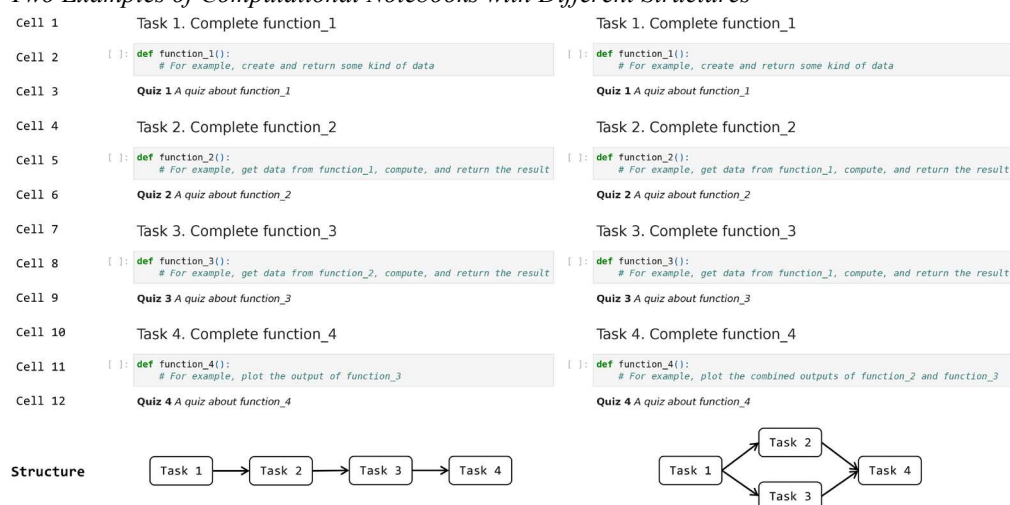 Two Examples of Computational Notebooks with Different Structures
Cell 1 Task 1. Complete function_1 Task 1. Complete function_1
Cell 2 [ ]: def function_1(): [ ]: def function_1():
# For example, create and return some kind of data # For example, create and return some kind of data
Cell 3 Quiz 1 A quiz about function_1 Quiz 1 A quiz about function_1
Cell 4 Task 2. Complete function_2 Task 2. Complete function_2
Cell 5 [ ]: def function_2(): [ ]: def function_2():
# For example, get data from function_1, compute, and return the result # For example, get data from function_1, compute, and return the result
Cell 6 Quiz 2 A quiz about function_2 Quiz 2 A quiz about function_2
Cell 7 Task 3. Complete function_3 Task 3. Complete function_3
Cell 8 [ ]: def function_3(): [ ]: def function_3():
# For example, get data from function_2, compute, and return the result # For example, get data from function_1, compute, and return the result
Cell 9 Quiz 3 A quiz about function_3 Quiz 3 A quiz about function_3
Cell 10 Task 4. Complete function_4 Task 4. Complete function_4
Cell 11 [ ]: def function_4(): [ ]: def function_4():
# For example, plot the output of function_3 # For example, plot the combined outputs of function_2 and function_3
Cell 12 Quiz 4 A quiz about function_4 Quiz 4 A quiz about function_4
Task 2
Structure Task 1 Task 2 Task 3 Task 4 Task 1 Task 4
Task 3